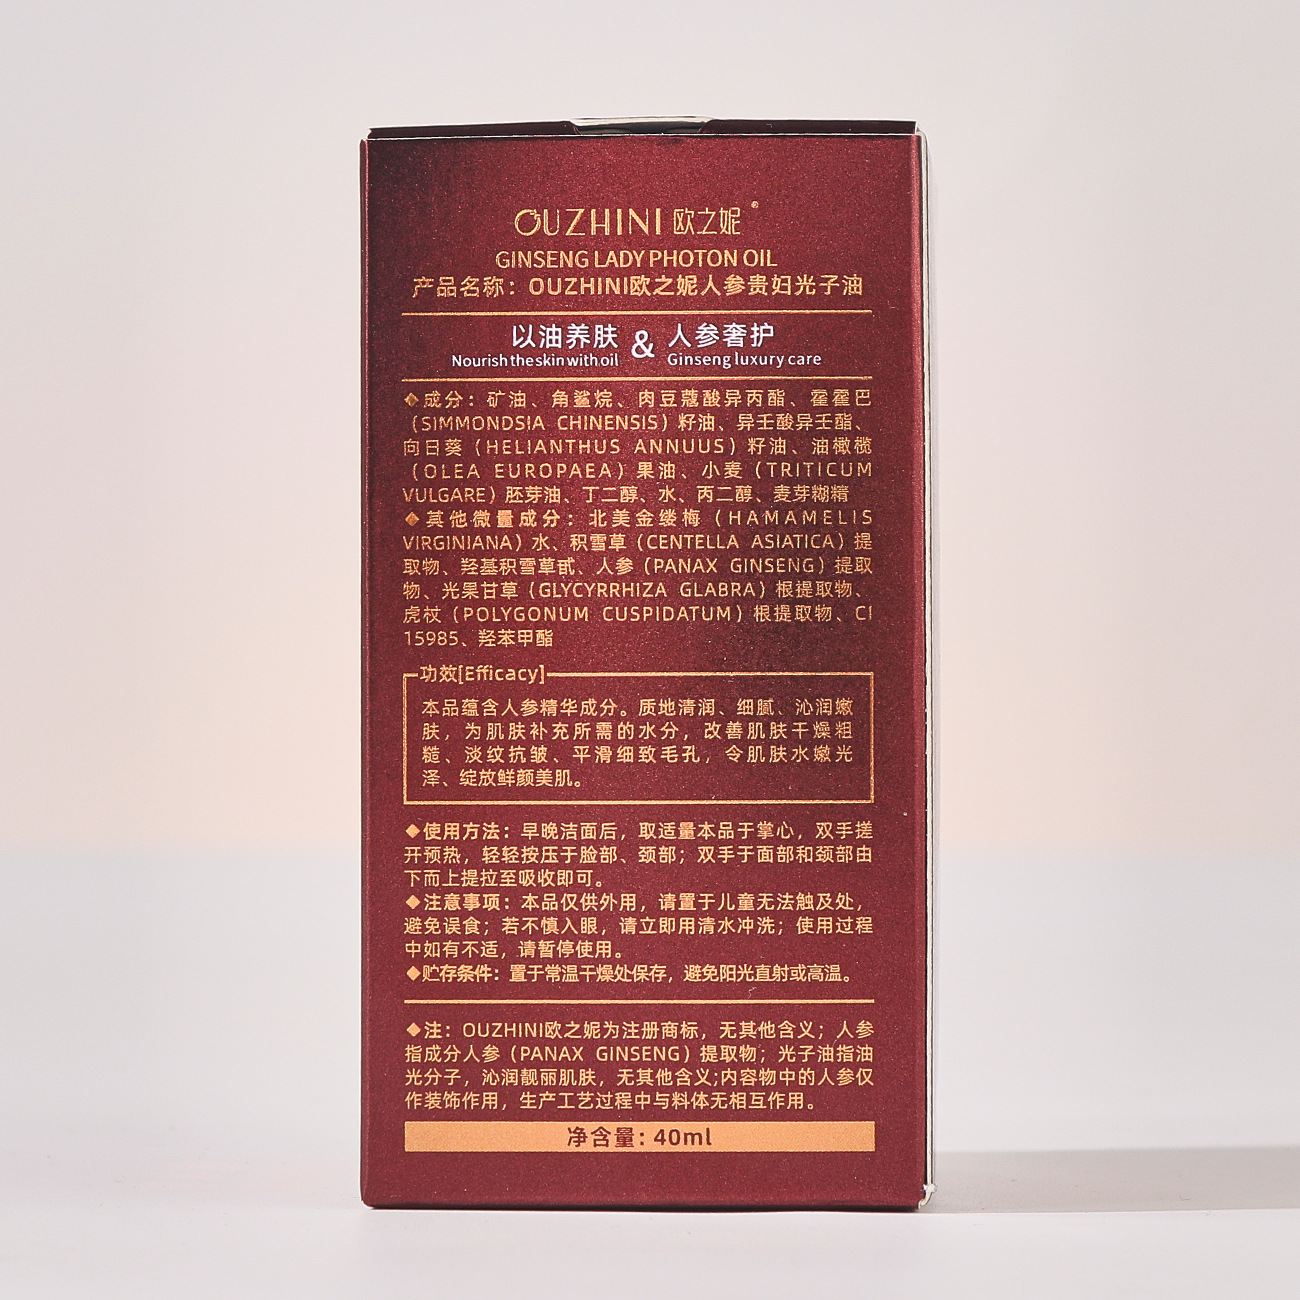 OUZHINI 欧之妮®
GINSENG LADY PHOTON OIL
产品名称：OUZHINI欧之妮人参贵妇光子油
以油养肤 & 人参奢护
Nourish the skin with oil Ginseng luxury care
◆成分：矿油、角鲨烷、肉豆蔻酸异丙酯、霍霍巴
（SIMMONDSIA CHINENSIS）籽油、异壬酸异壬酯、
向日葵（HELIANTHUS ANNUUS）籽油、油橄榄
（OLEA EUROPAEA）果油、小麦（TRITICUM
VULGARE）胚芽油、丁二醇、水、丙二醇、麦芽糊精
◆其他微量成分：北美金缕梅（HAMAMELIS
VIRGINIANA）水、积雪草（CENTELLA ASIATICA）提
取物、羟基积雪草甙、人参（PANAX GINSENG）提取
物、光果甘草（GLYCYRRHIZA GLABRA）根提取物、
虎杖（POLYGONUM CUSPIDATUM）根提取物、CI
15985、羟苯甲酯
功效[Efficacy]
本品蕴含人参精华成分。质地清润、细腻、沁润嫩
肤，为肌肤补充所需的水分，改善肌肤干燥粗
糙、淡纹抗皱、平滑细致毛孔，令肌肤水嫩光
泽、绽放鲜颜美肌。
◆使用方法：早晚洁面后，取适量本品于掌心，双手搓
开预热，轻轻按压于脸部、颈部；双手于面部和颈部由
下而上提拉至吸收即可。
◆注意事项：本品仅供外用，请置于儿童无法触及处，
避免误食；若不慎入眼，请立即用清水冲洗；使用过程
中如有不适，请暂停使用。
◆贮存条件：置于常温干燥处保存，避免阳光直射或高温。
◆注：OUZHINI欧之妮为注册商标，无其他含义；人参
指成分人参（PANAX GINSENG）提取物；光子油指油
光分子，沁润靓丽肌肤，无其他含义;内容物中的人参仅
作装饰作用，生产工艺过程中与料体无相互作用。
净含量：40ml